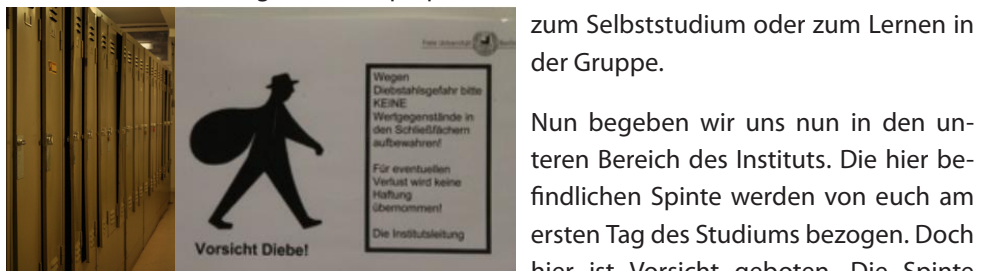 Freie Universität Berlin
Wegen
Diebstahlsgefahr bitte
KEINE
Wertgegenstände in
den Schließfächern
aufbewahren!
Für eventuellen
Verlust wird keine
Haftung
übernommen!
Die Institutsleitung
Vorsicht Diebe!
zum Selbststudium oder zum Lernen in
der Gruppe.
Nun begeben wir uns nun in den un-
teren Bereich des Instituts. Die hier be-
findlichen Spinte werden von euch am
ersten Tag des Studiums bezogen. Doch
hier ist Vorsicht geboten. Die Spinte